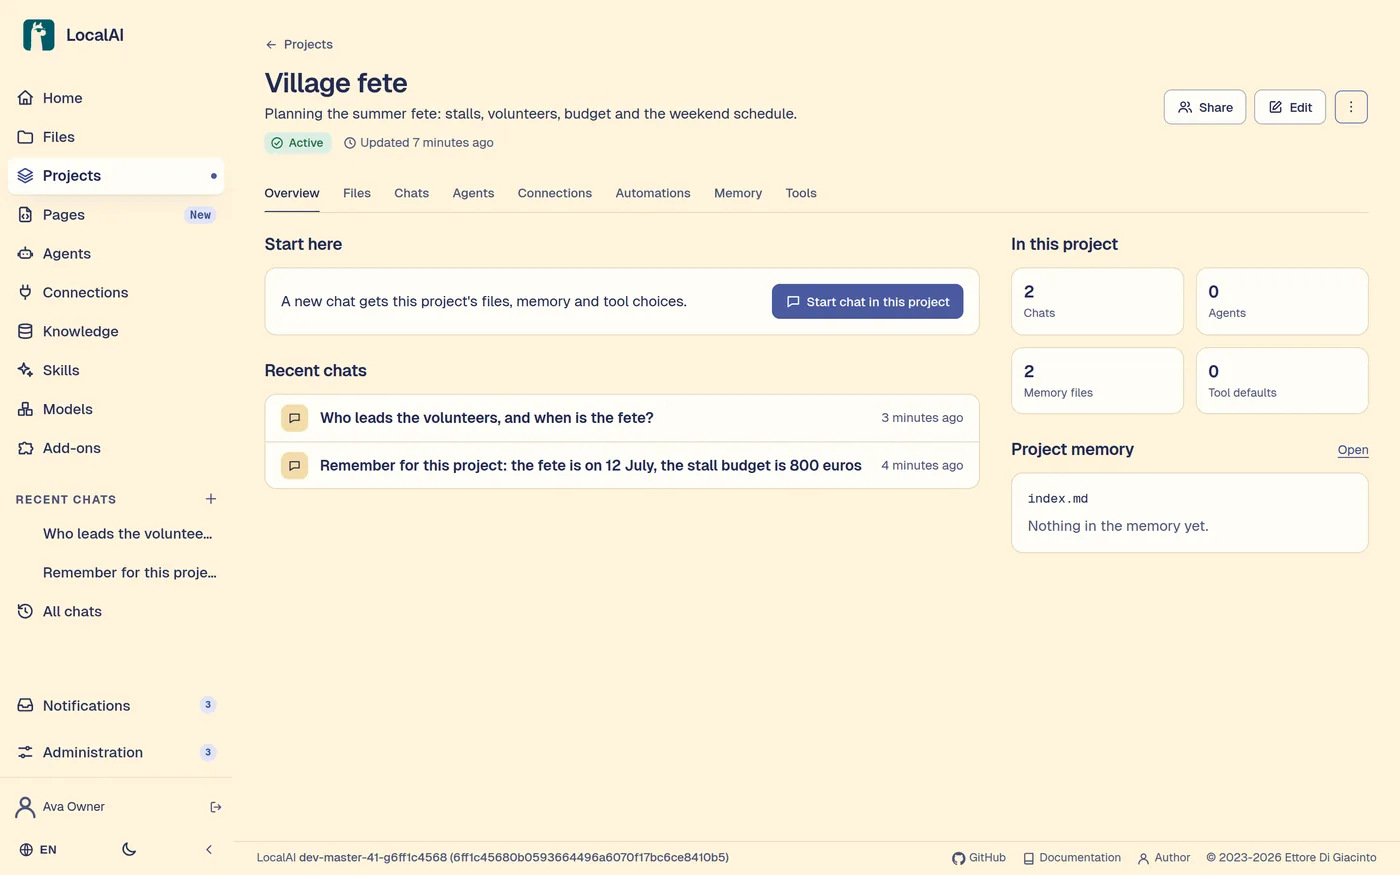 LocalAI
Home
Files
Projects
Pages New
Agents
Connections
Knowledge
Skills
Models
Add-ons
RECENT CHATS
Who leads the voluntee...
Remember for this proje...
All chats
Notifications 3
Administration 3
Ava Owner
EN
Projects
Village fete
Planning the summer fete: stalls, volunteers, budget and the weekend schedule.
Active Updated 7 minutes ago
Share Edit
Overview Files Chats Agents Connections Automations Memory Tools
Start here
A new chat gets this project's files, memory and tool choices. Start chat in this project
Recent chats
Who leads the volunteers, and when is the fete? 3 minutes ago
Remember for this project: the fete is on 12 July, the stall budget is 800 euros 4 minutes ago
In this project
2
Chats
0
Agents
2
Memory files
0
Tool defaults
Project memory Open
index.md
Nothing in the memory yet.
LocalAI dev-master-41-g6ff1c4568 (6ff1c45680b0593664496a6070f17bc6ce8410b5)
GitHub Documentation Author © 2023-2026 Ettore Di Giacinto